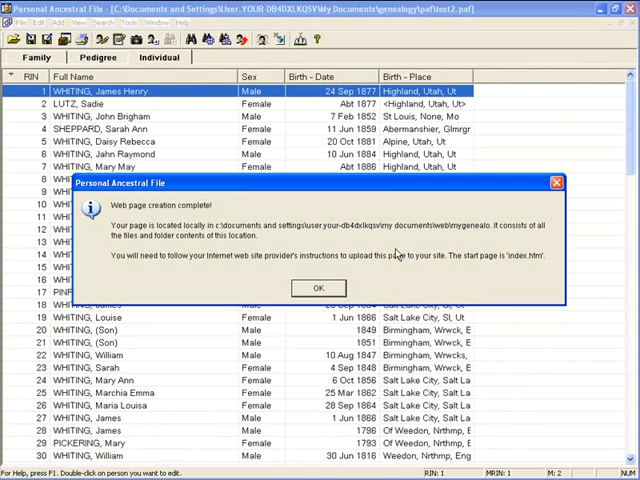 Personal Ancestral File - [C:\Documents and Settings\User.YOUR-DB4DXLKQSV\My Documents\genealogy\paf\test2.paf]
File Edit Add View Search Tools Window Help
Family Pedigree Individual
RIN Full Name Sex Birth - Date Birth - Place
1 WHITING, James Henry Male 24 Sep 1877 Highland, Utah, Ut
2 LUTZ, Sadie Female Abt 1877 <Highland, Utah, Ut>
3 WHITING, John Brigham Male 7 Feb 1852 St Louis, None, Mo
4 SHEPPARD, Sarah Ann Female 11 Jun 1859 Abermanshier, Glmrgr
5 WHITING, Daisy Rebecca Female 20 Oct 1881 Alpine, Utah, Ut
6 WHITING, John Raymond Male 10 Jun 1884 Highland, Utah, Ut
7 WHITING, May May Female Abt 1886 <Highland, Utah, Ut>
8
9
10
11
12
13
14
15
16
17
18
Personal Ancestral File
Web page creation complete!
Your page is located locally in c:\documents and settings\user.your-db4dxlkqsv\my documents\web\mygenealo. It consists of all
the files and folder contents of this location.
You will need to follow your Internet web site provider's instructions to upload this page to your site. The start page is 'index.htm'.
OK
19 WHITING, Louise Female 1 Jun 1866 Salt Lake City, Sl, Ut
20 WHITING, (Son) Male 1849 Birmingham, Wrwck, E
21 WHITING, (Son) Male 1851 Birmingham, Wrwck, E
22 WHITING, William Male 10 Aug 1847 Birmingham, Wrwcks,
23 WHITING, Sarah Female 4 Sep 1848 Birmingham, Wrwck, E
24 WHITING, Mary Ann Female 6 Oct 1856 Salt Lake City, Salt La
25 WHITING, Marchia Emma Female 25 Mar 1862 Salt Lake City, Salt La
26 WHITING, Maria Louisa Female 28 Sep 1864 Salt Lake City, Salt La
27 WHITING, James Male 1 Jun 1866 Salt Lake City, Salt La
28 WHITING, James Male 1796 Of Weedon, Nrthmp, E
29 PICKERING, Mary Female 1793 Of Weedon, Nrthmp, E
30 WHITING, William Male 30 Jun 1816 Weedon, Nrthmp, Eng
For Help, press F1. Double-click on person you want to edit. RIN: 1 MRIN: 1 M: 2 NUM